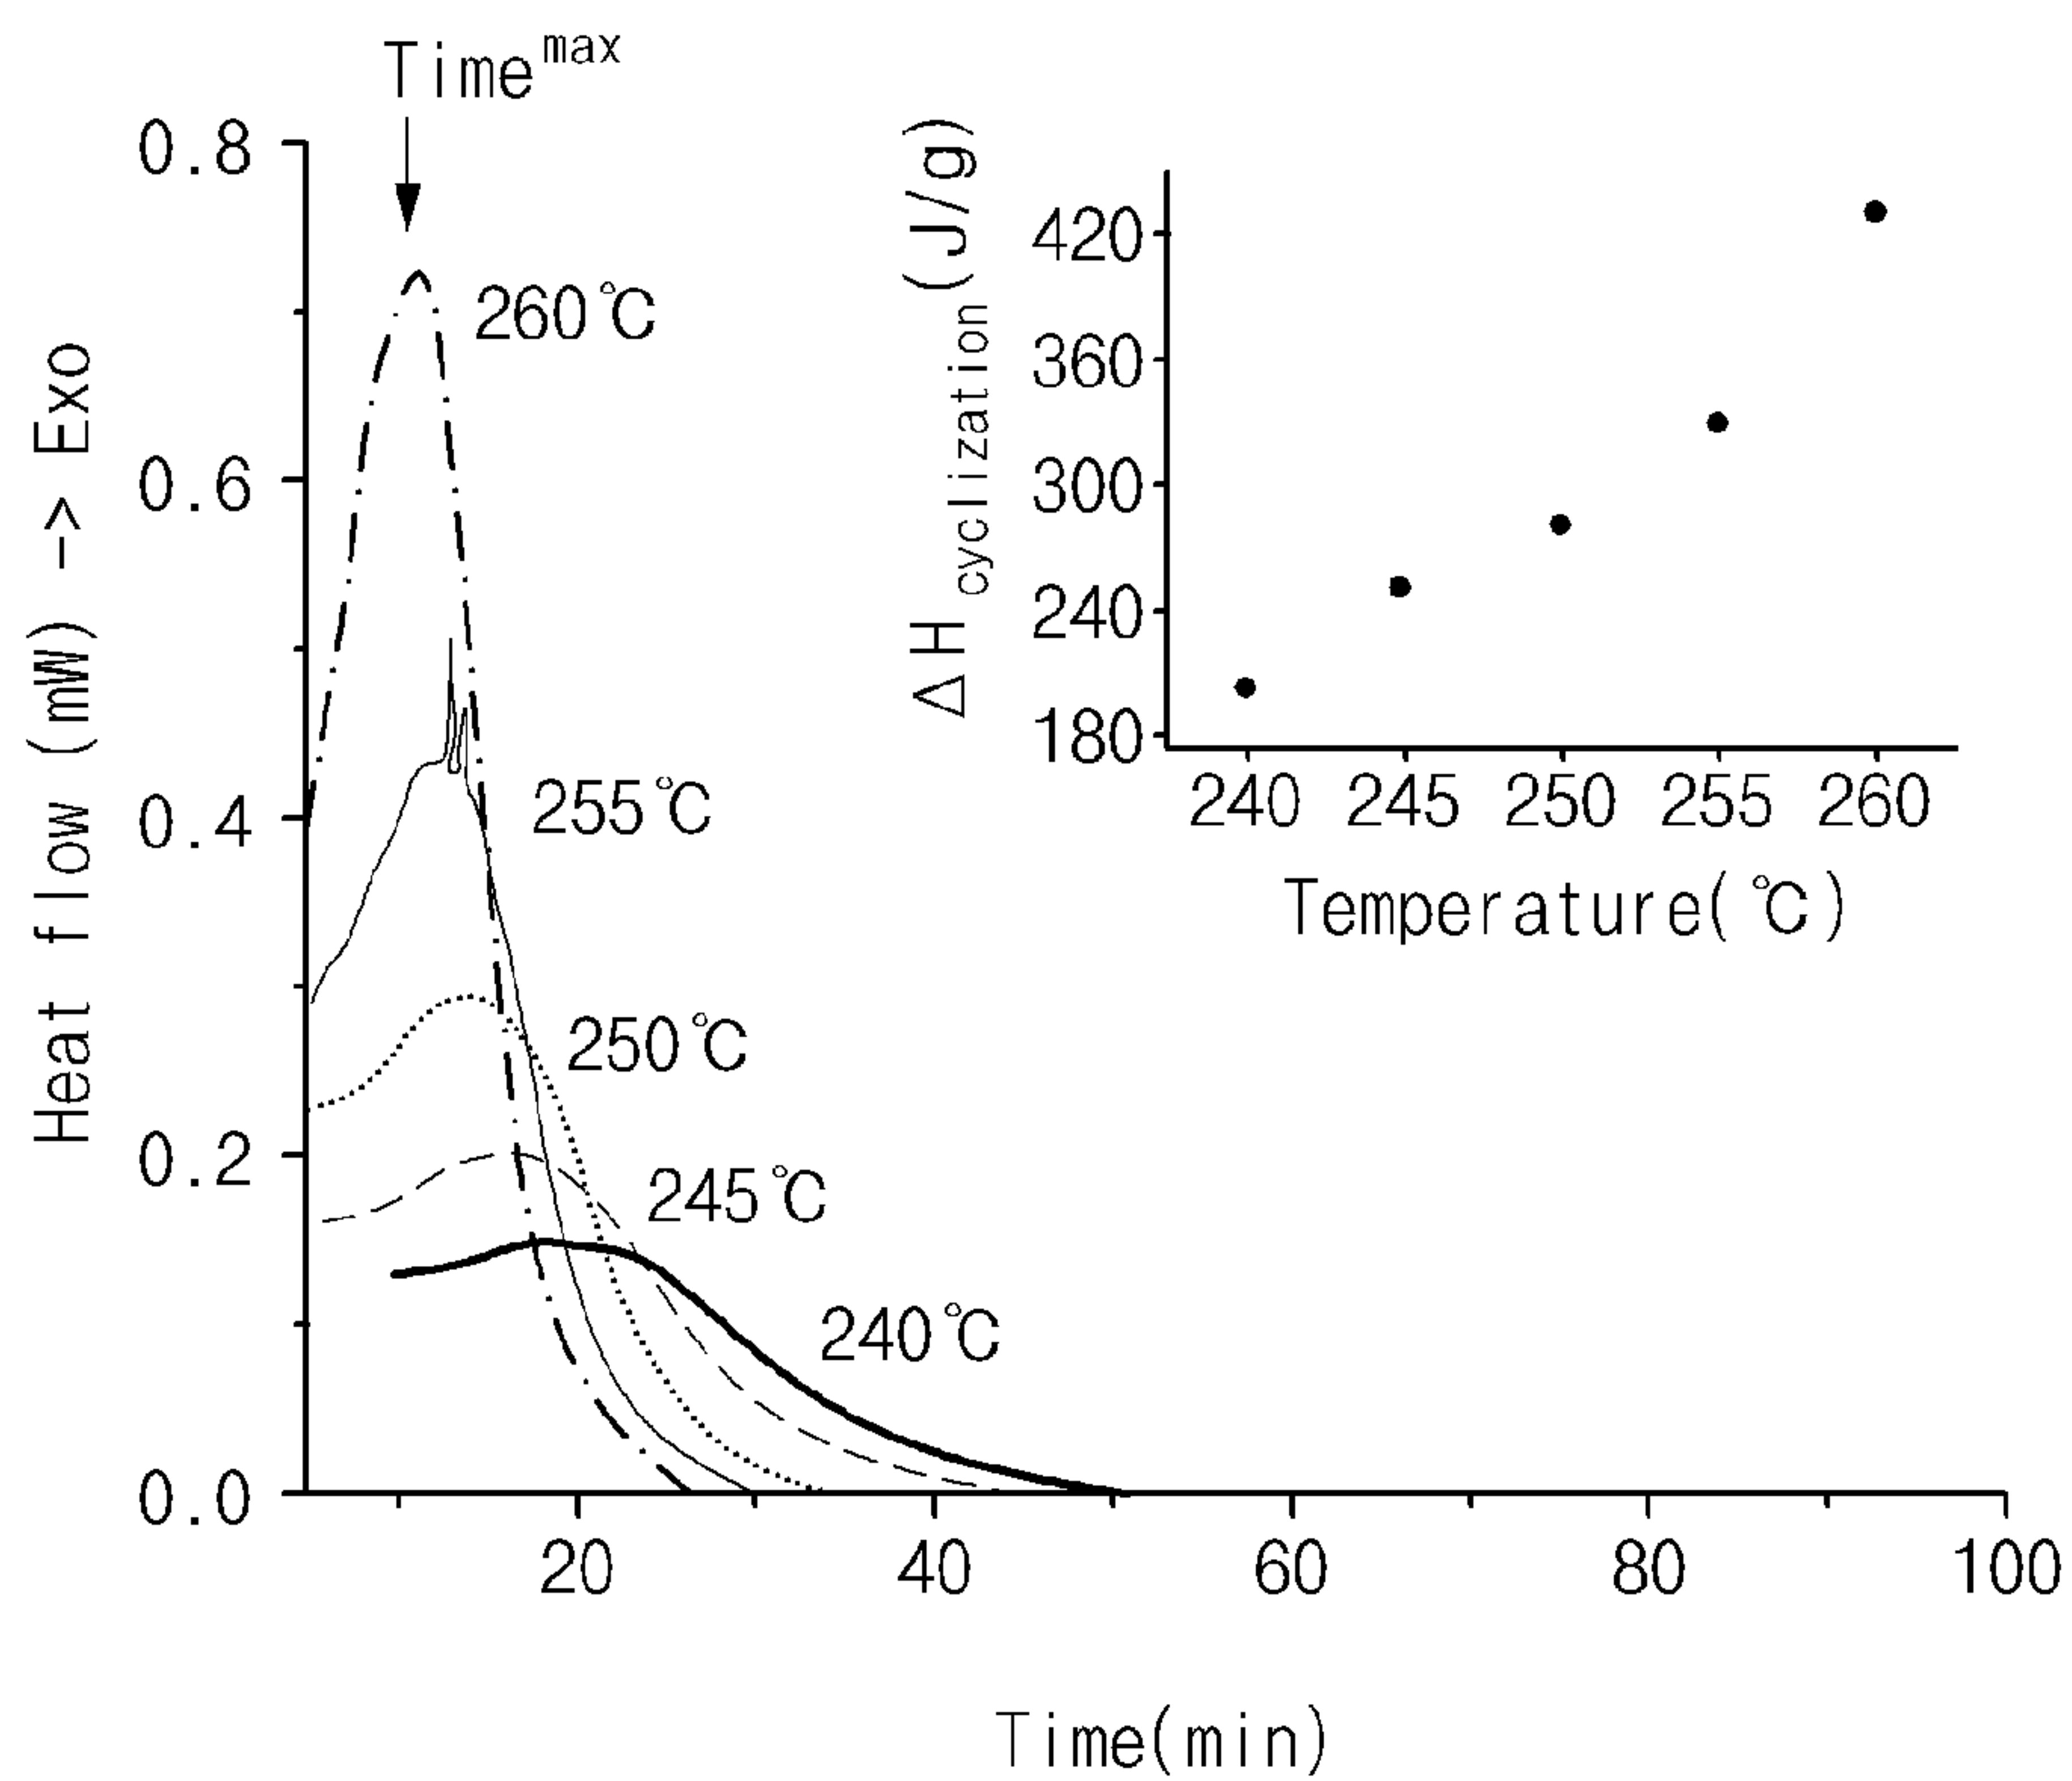 Time^max
Heat flow (mW) -> Exo
0.8
0.6
0.4
0.2
0.0
260℃
255℃
250℃
245℃
240℃
20 40 60 80 100
Time(min)
ΔH cyclization (J/g)
420
360
300
240
180
240 245 250 255 260
Temperature(℃)